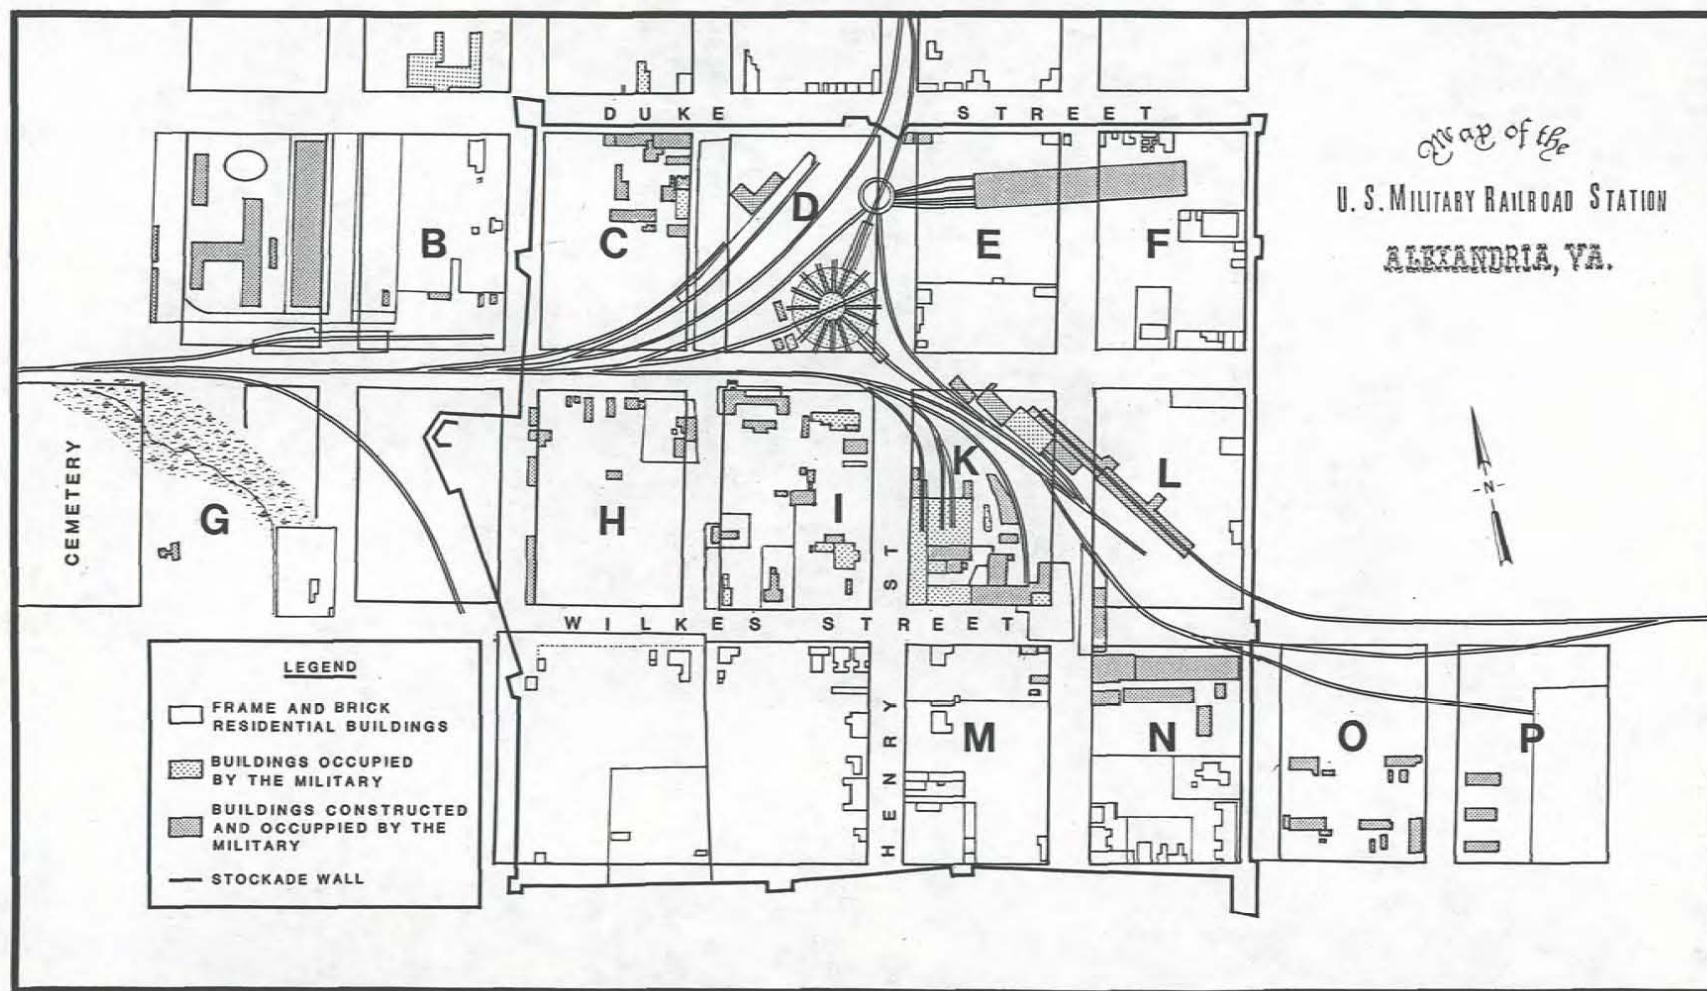 DUKE STREET
Map of the
U.S. MILITARY RAILROAD STATION
ALEXANDRIA, VA.
B
C
D
E
F
CEMETERY
G
H
I
K
L
-N-
WILKES STREET
HENRY ST
M
N
O
P
LEGEND
FRAME AND BRICK
RESIDENTIAL BUILDINGS
BUILDINGS OCCUPIED
BY THE MILITARY
BUILDINGS CONSTRUCTED
AND OCCUPPIED BY THE
MILITARY
STOCKADE WALL